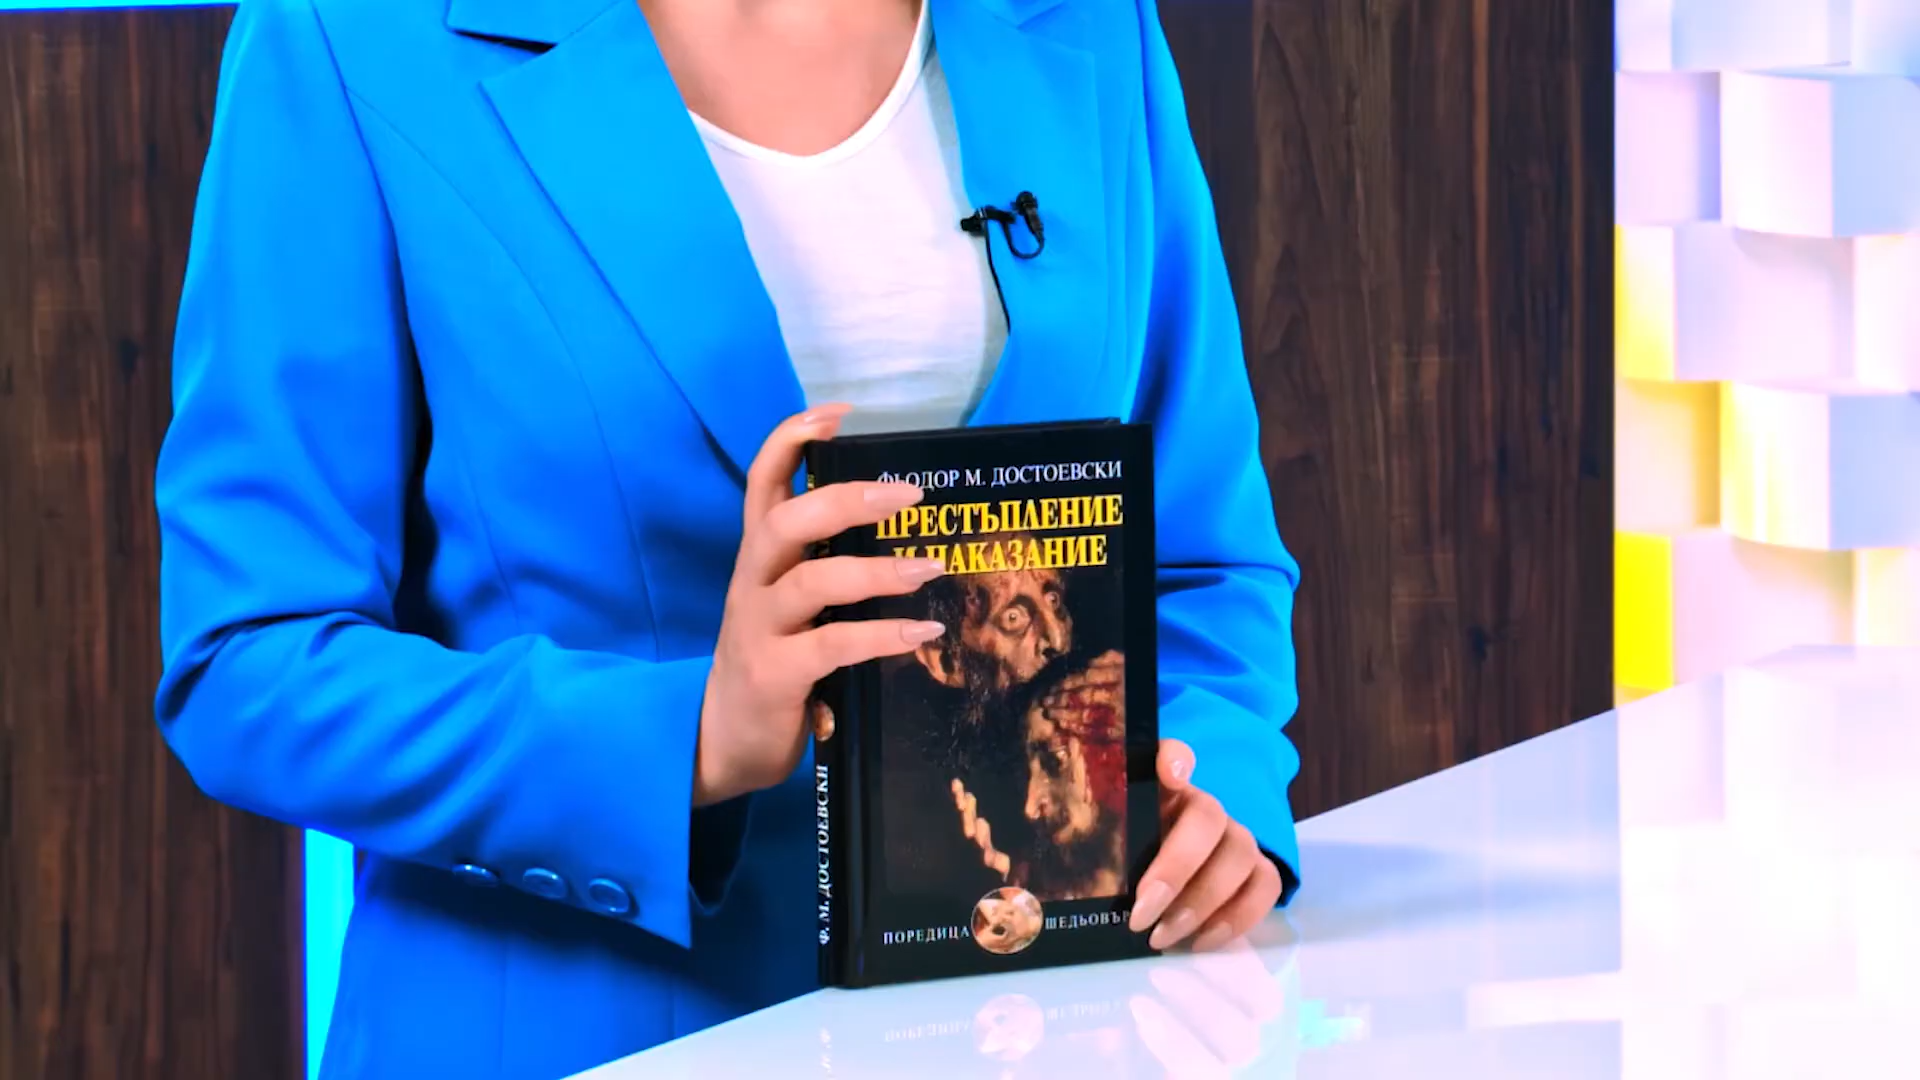 ФЬОДОР М. ДОСТОЕВСКИ
ПРЕСТЪПЛЕНИЕ
И НАКАЗАНИЕ
ПОРЕДИЦА ШЕДЬОВЪР
Ф. М. ДОСТОЕВСКИ